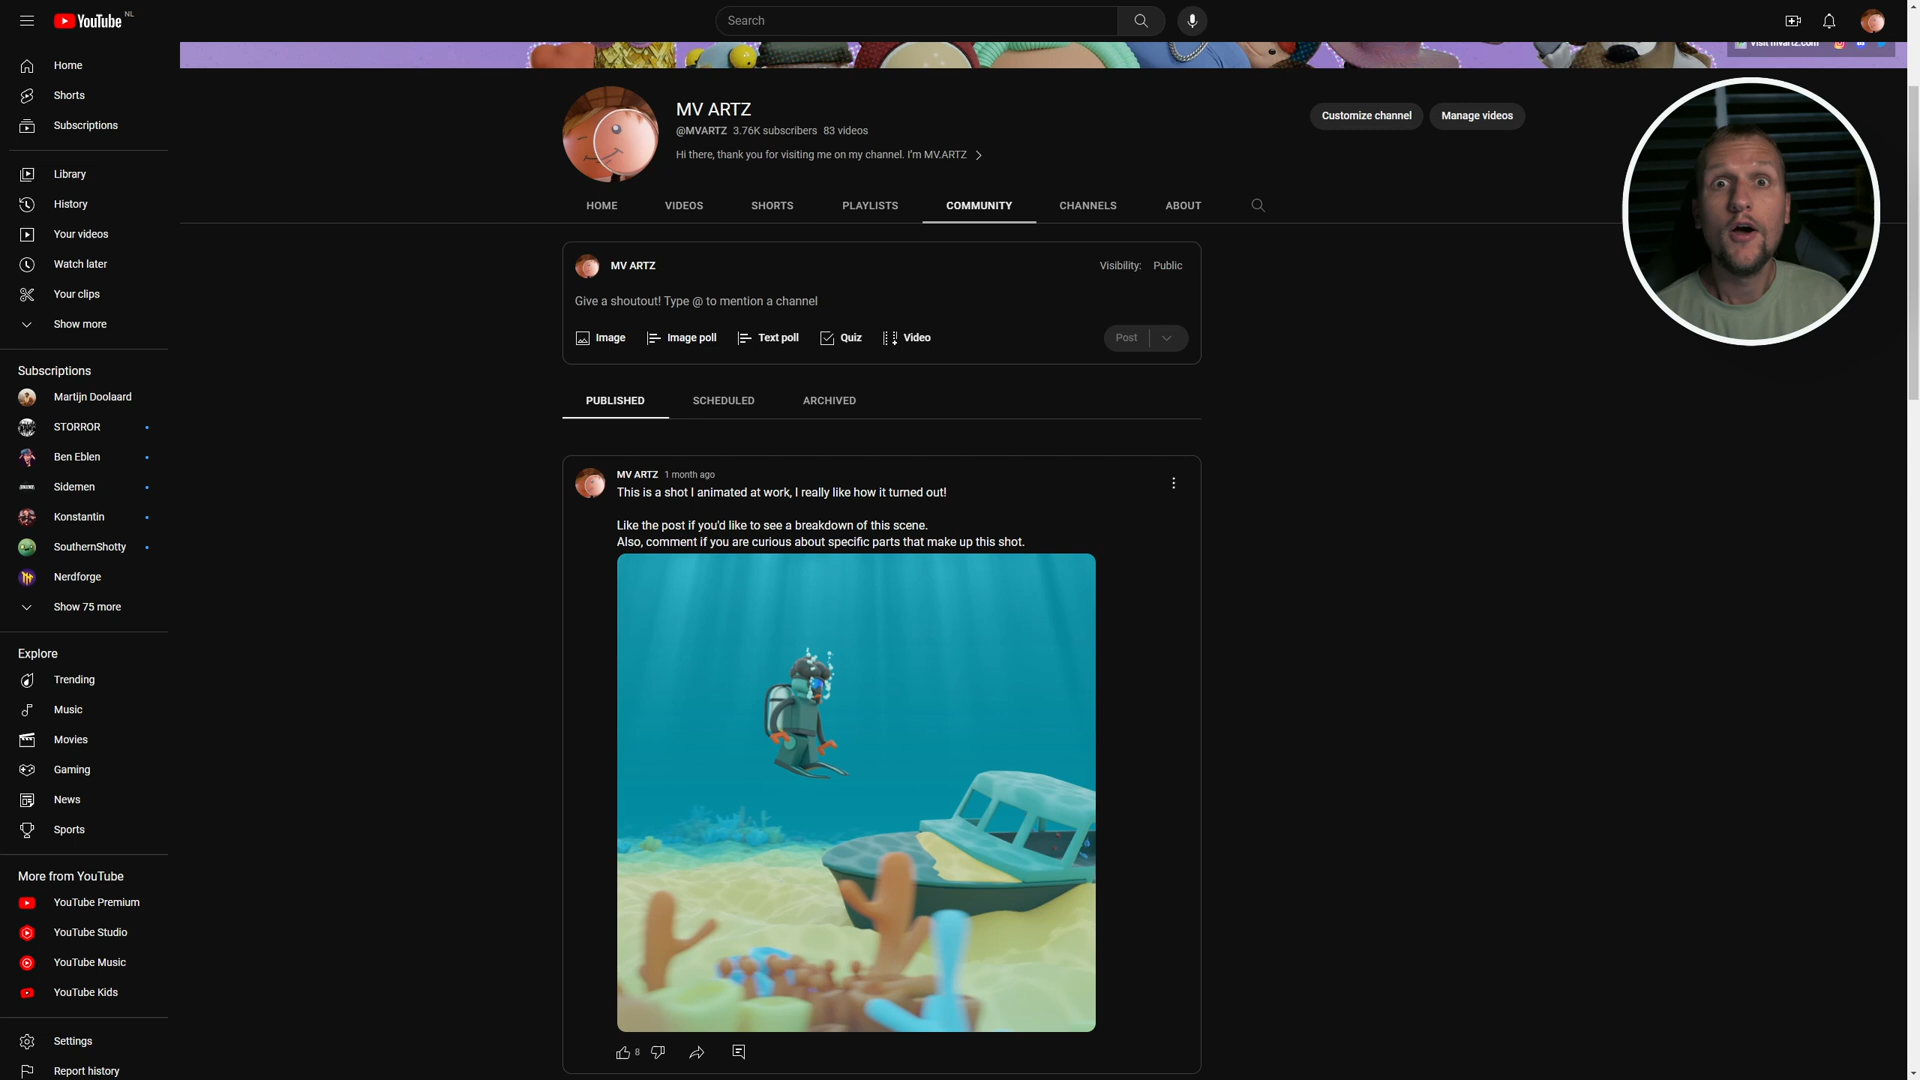 YouTube NL
Search
Visit mvartz.com
Home
Shorts
Subscriptions
Library
History
Your videos
Watch later
Your clips
Show more
Subscriptions
Martijn Doolaard
STORROR
Ben Eblen
Sidemen
Konstantin
SouthernShotty
Nerdforge
Show 75 more
Explore
Trending
Music
Movies
Gaming
News
Sports
More from YouTube
YouTube Premium
YouTube Studio
YouTube Music
YouTube Kids
Settings
Report history
MV ARTZ
@MVARTZ 3.76K subscribers 83 videos
Hi there, thank you for visiting me on my channel. I'm MV.ARTZ
Customize channel
Manage videos
HOME VIDEOS SHORTS PLAYLISTS COMMUNITY CHANNELS ABOUT
MV ARTZ
Visibility: Public
Give a shoutout! Type @ to mention a channel
Image Image poll Text poll Quiz Video Post
PUBLISHED SCHEDULED ARCHIVED
MV ARTZ 1 month ago
This is a shot I animated at work, I really like how it turned out!
Like the post if you'd like to see a breakdown of this scene.
Also, comment if you are curious about specific parts that make up this shot.
8